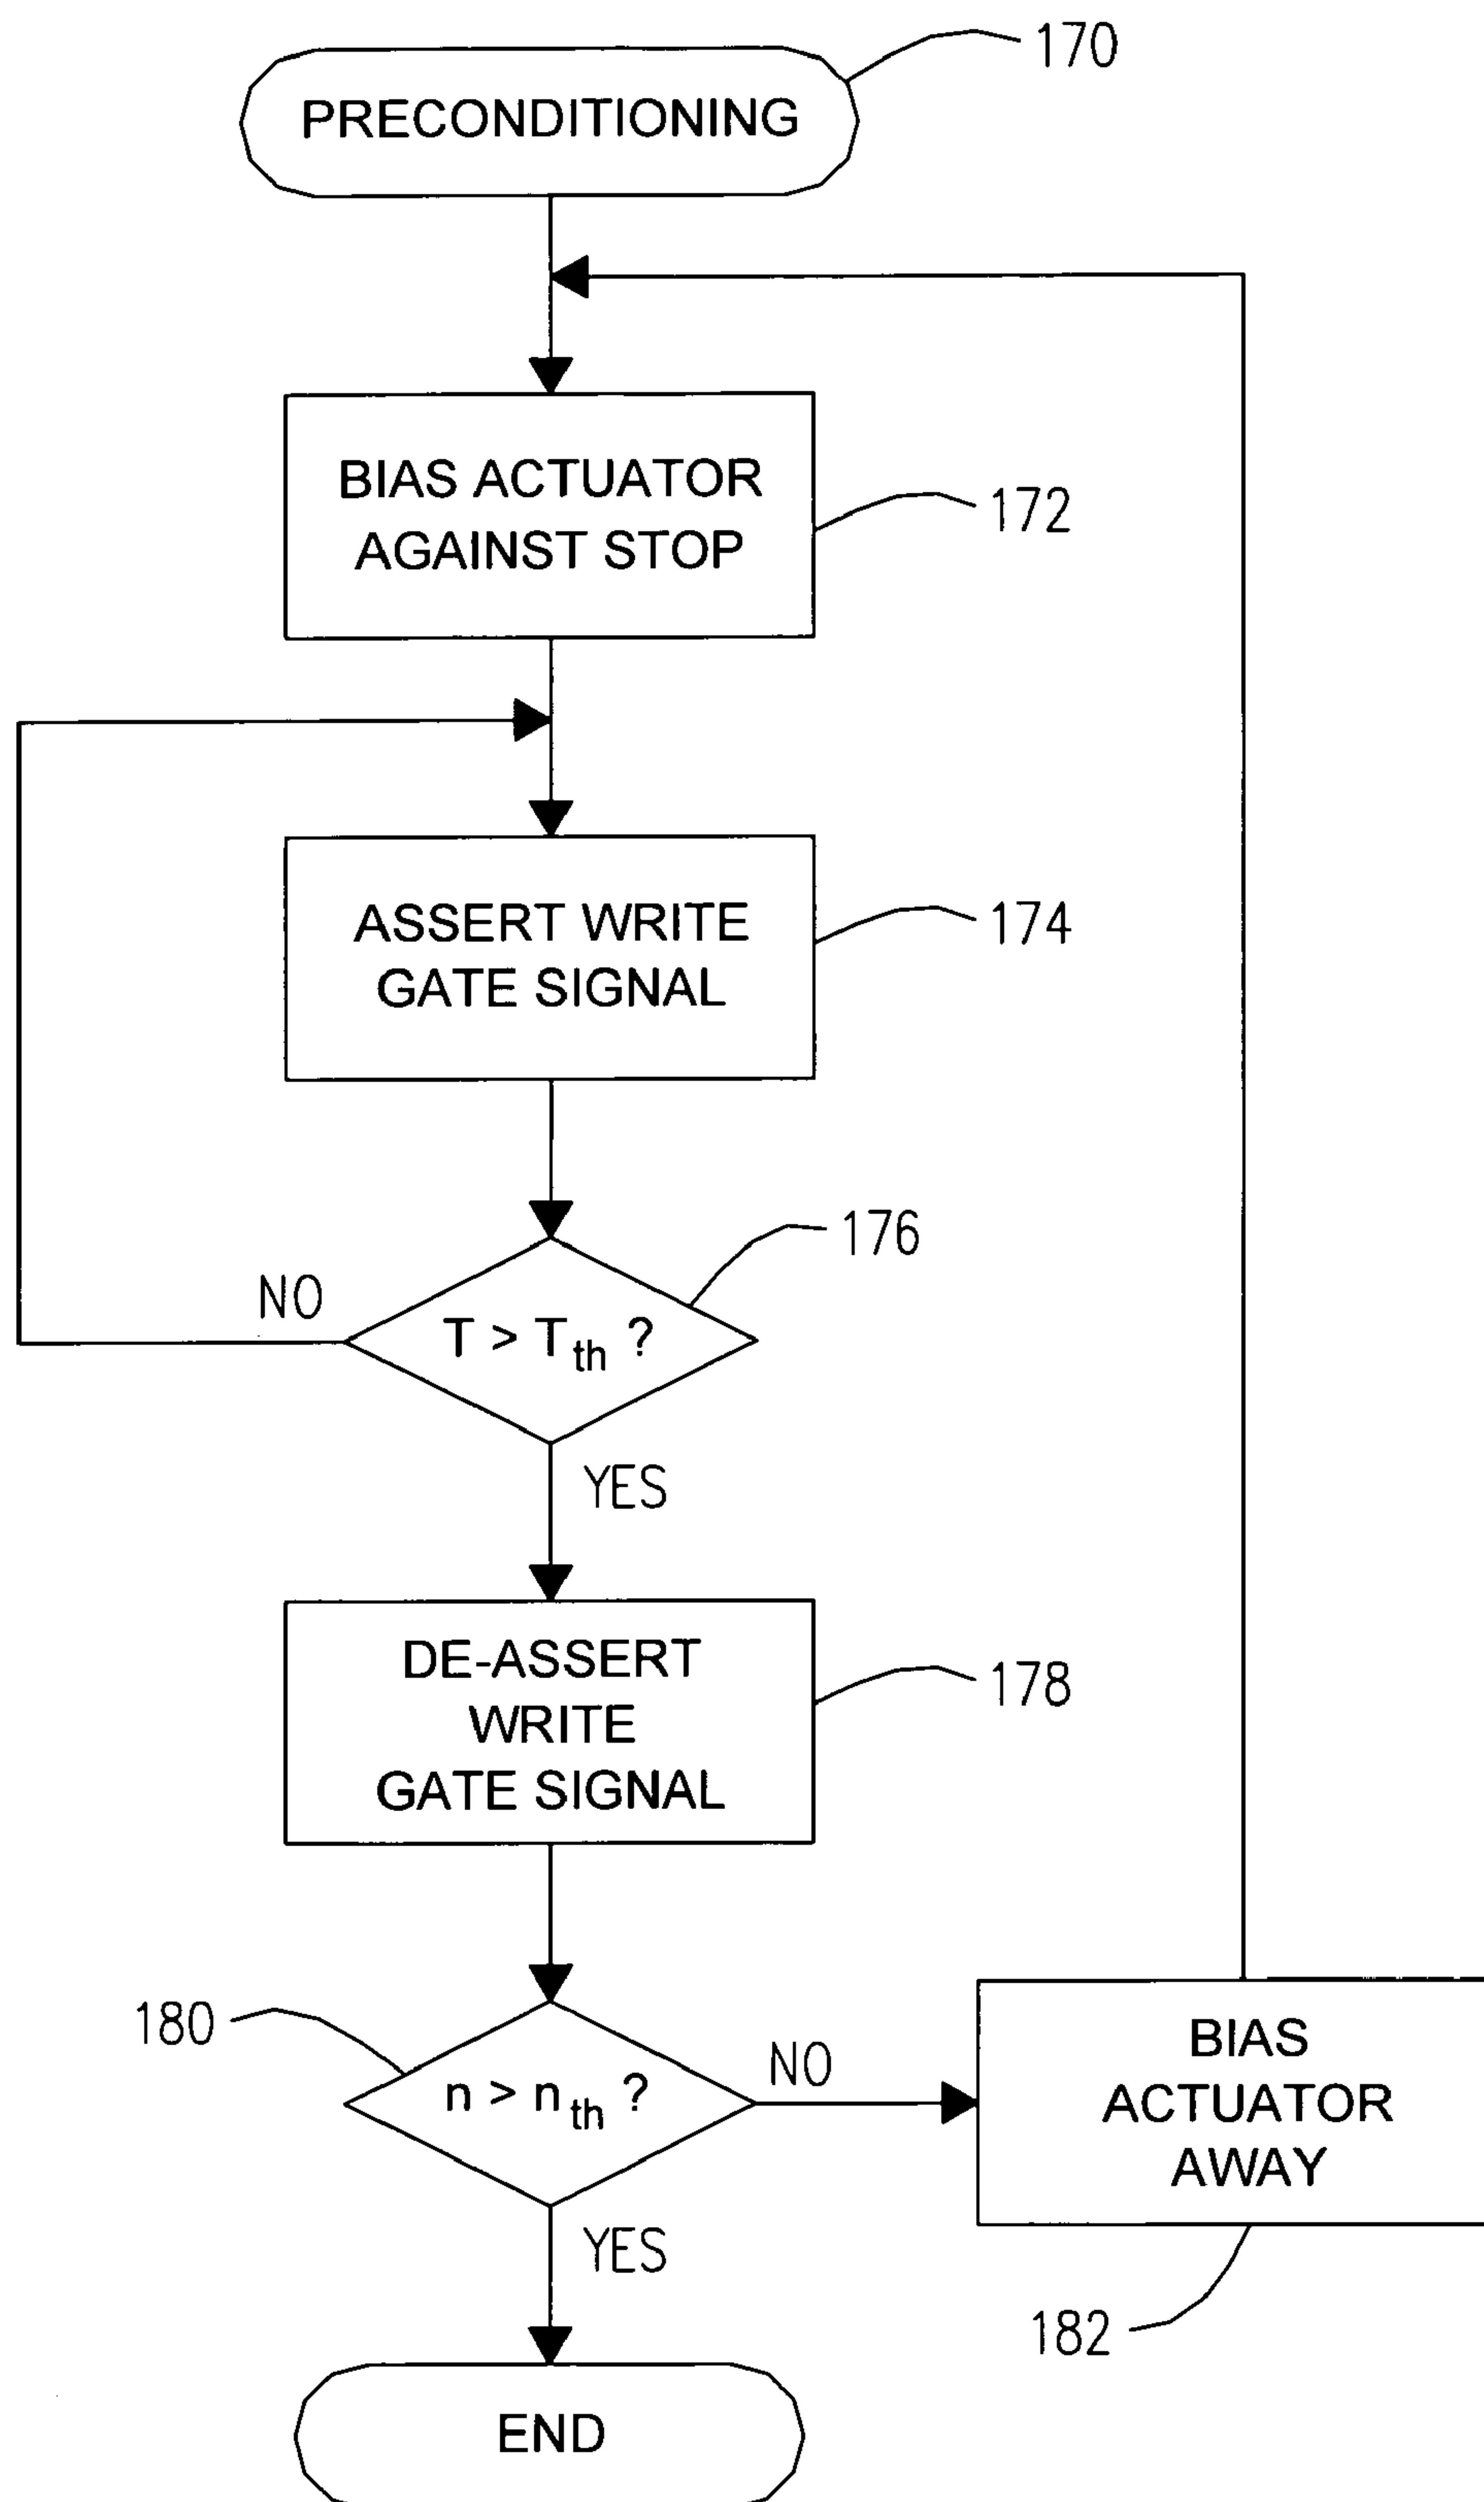 170
PRECONDITIONING
BIAS ACTUATOR
AGAINST STOP
172
ASSERT WRITE
GATE SIGNAL
174
176
NO
T > Tth ?
YES
DE-ASSERT
WRITE
GATE SIGNAL
178
180
n > nth ?
NO
BIAS
ACTUATOR
AWAY
YES
182
END